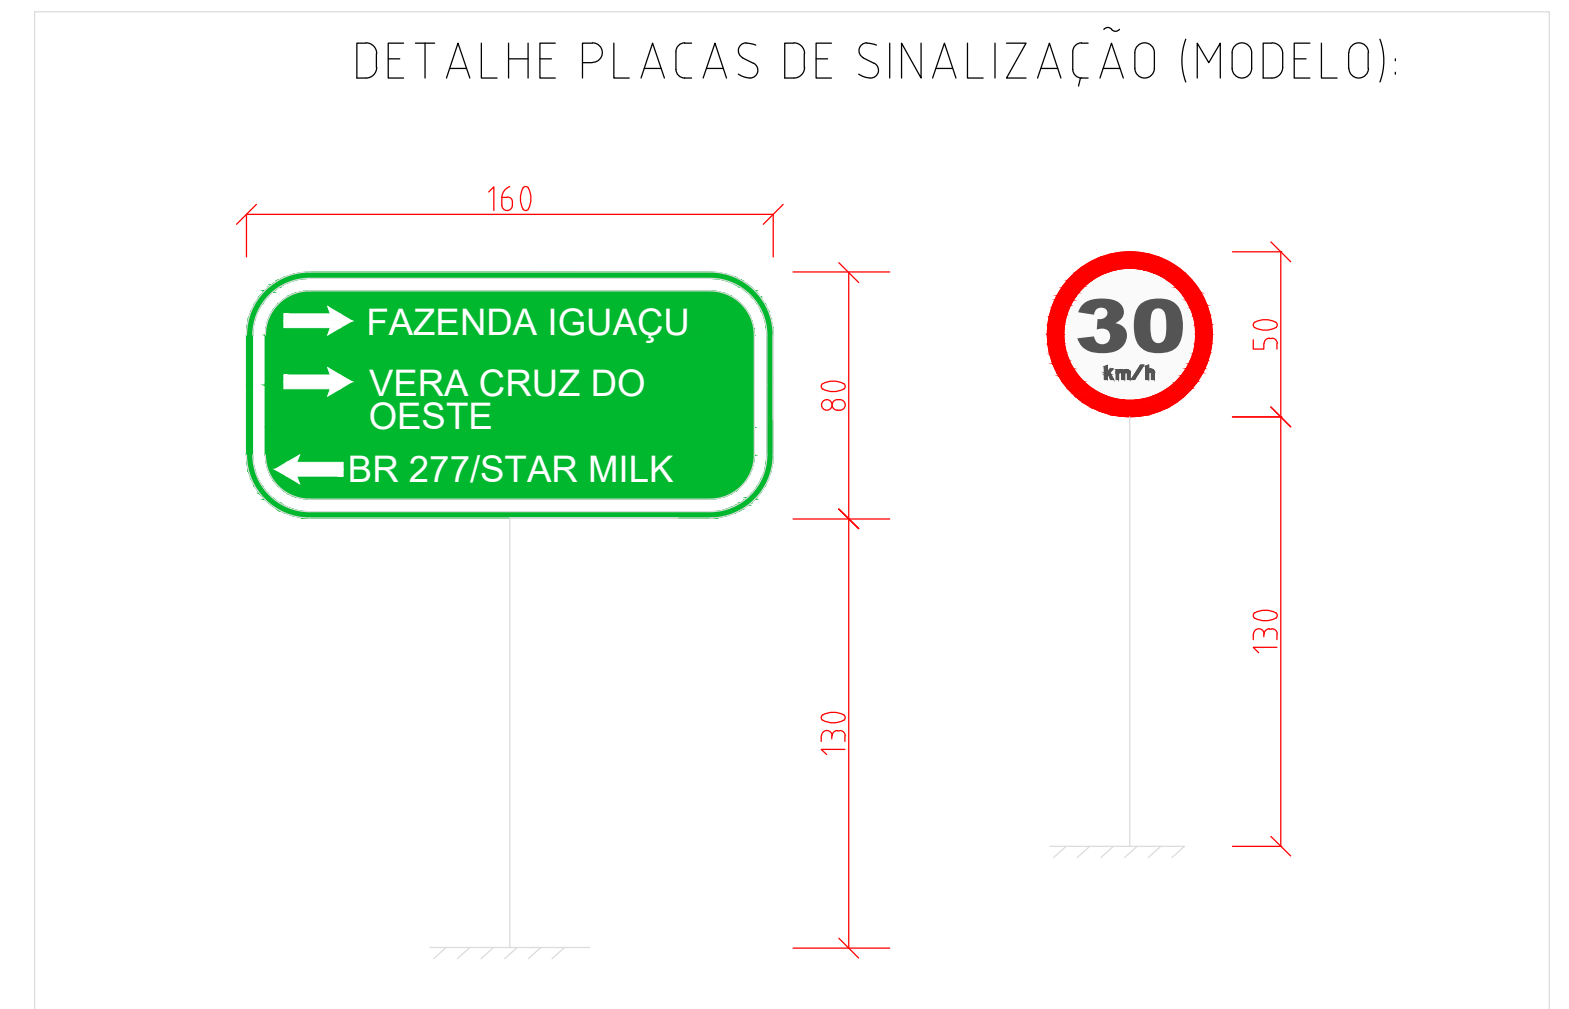 DETALHE PLACAS DE SINALIZAÇÃO (MODELO):
160
FAZENDA IGUAÇU
VERA CRUZ DO
OESTE
BR 277/STAR MILK
80
130
30
km/h
50
130